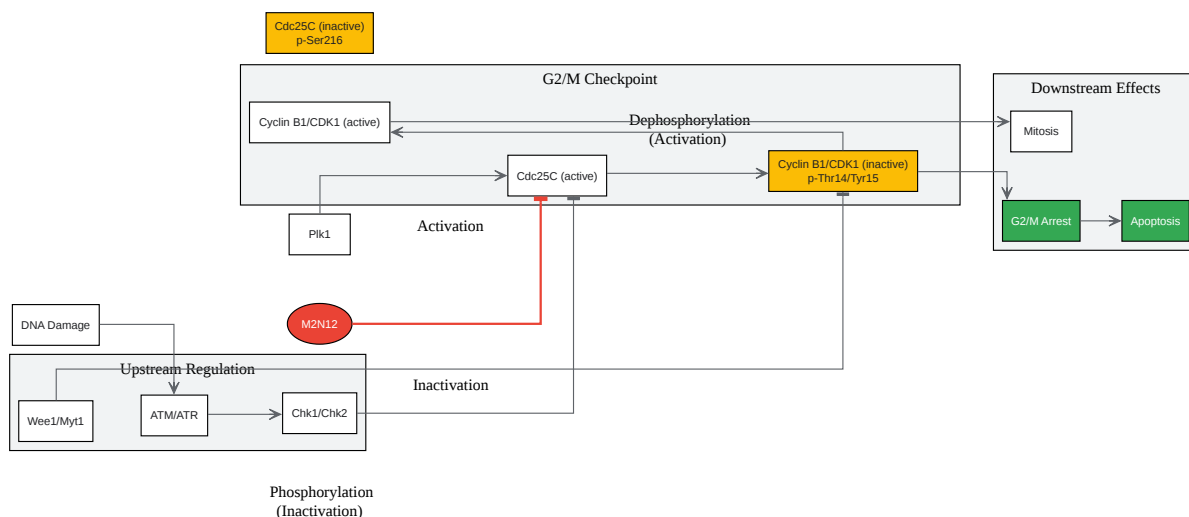 Cdc25C (inactive)
p-Ser216
G2/M Checkpoint
Downstream Effects
Cyclin B1/CDK1 (active)
Dephosphorylation
(Activation)
Mitosis
Cdc25C (active)
Cyclin B1/CDK1 (inactive)
p-Thr14/Tyr15
Plk1
Activation
G2/M Arrest
Apoptosis
DNA Damage
M2N12
Upstream Regulation
Inactivation
Wee1/Myt1
ATM/ATR
Chk1/Chk2
Phosphorylation
(Inactivation)